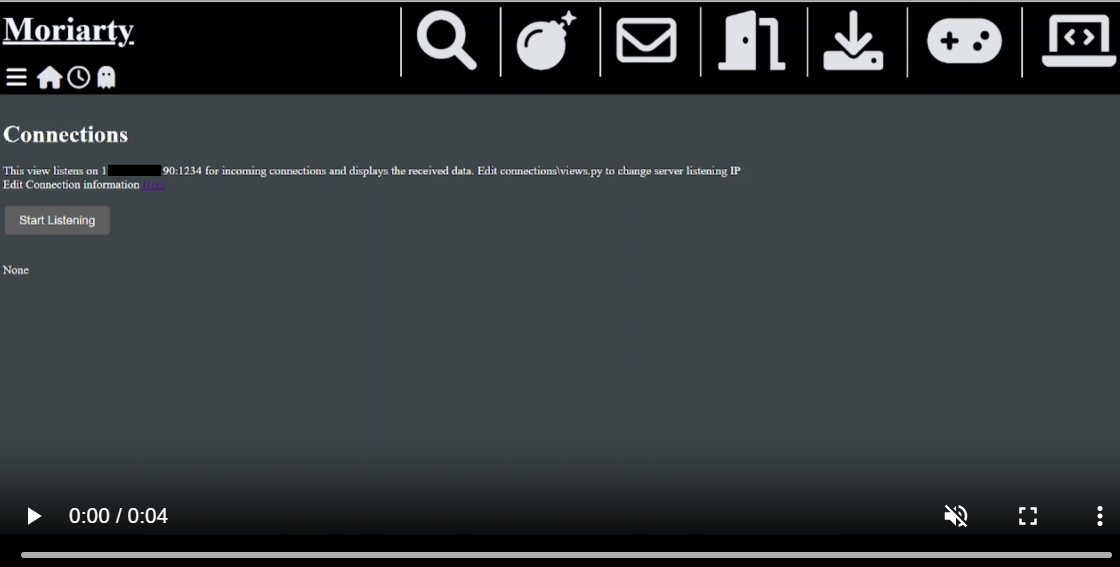 Moriarty
Connections
This view listens on 1 90:1234 for incoming connections and displays the received data. Edit connections\views.py to change server listening IP
Edit Connection information Here
Start Listening
None
0:00 / 0:04